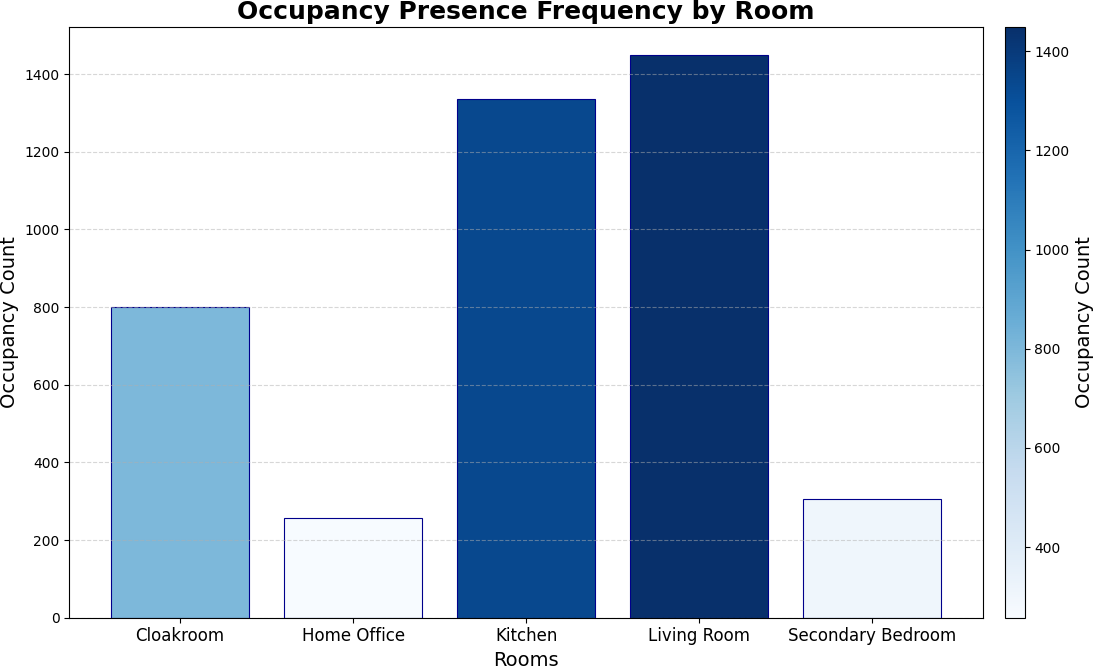 Occupancy Presence Frequency by Room
Occupancy Count
1400
1200
1000
800
600
400
200
0
Cloakroom
Home Office
Kitchen
Living Room
Secondary Bedroom
Rooms
1400
1200
1000
800
600
400
Occupancy Count